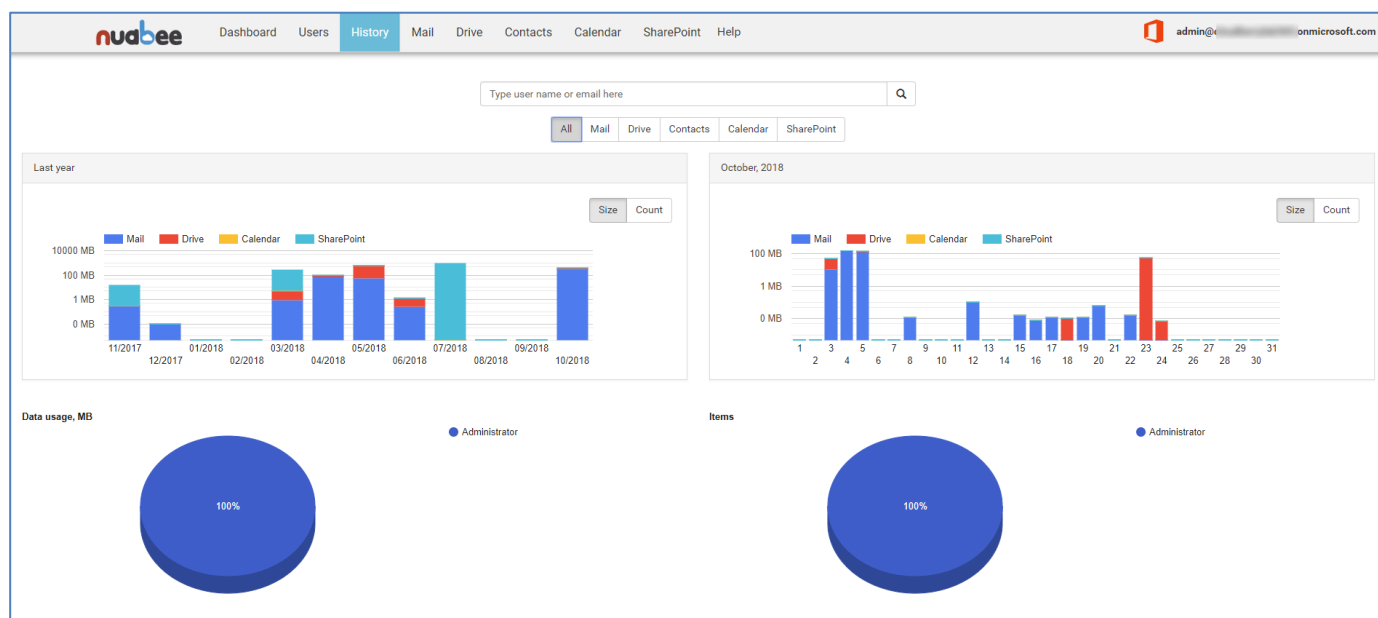 nuabee Dashboard Users History Mail Drive Contacts Calendar SharePoint Help admin@ onmicrosoft.com
Type user name or email here
All Mail Drive Contacts Calendar SharePoint
Last year
Size Count
Mail Drive Calendar SharePoint
10000 MB
100 MB
1 MB
0 MB
11/2017 01/2018 03/2018 05/2018 07/2018 09/2018
12/2017 02/2018 04/2018 06/2018 08/2018 10/2018
October, 2018
Size Count
Mail Drive Calendar SharePoint
100 MB
1 MB
0 MB
1 3 5 7 9 11 13 15 17 19 21 23 25 27 29 31
2 4 6 8 10 12 14 16 18 20 22 24 26 28 30
Data usage, MB
Administrator
100%
Items
Administrator
100%